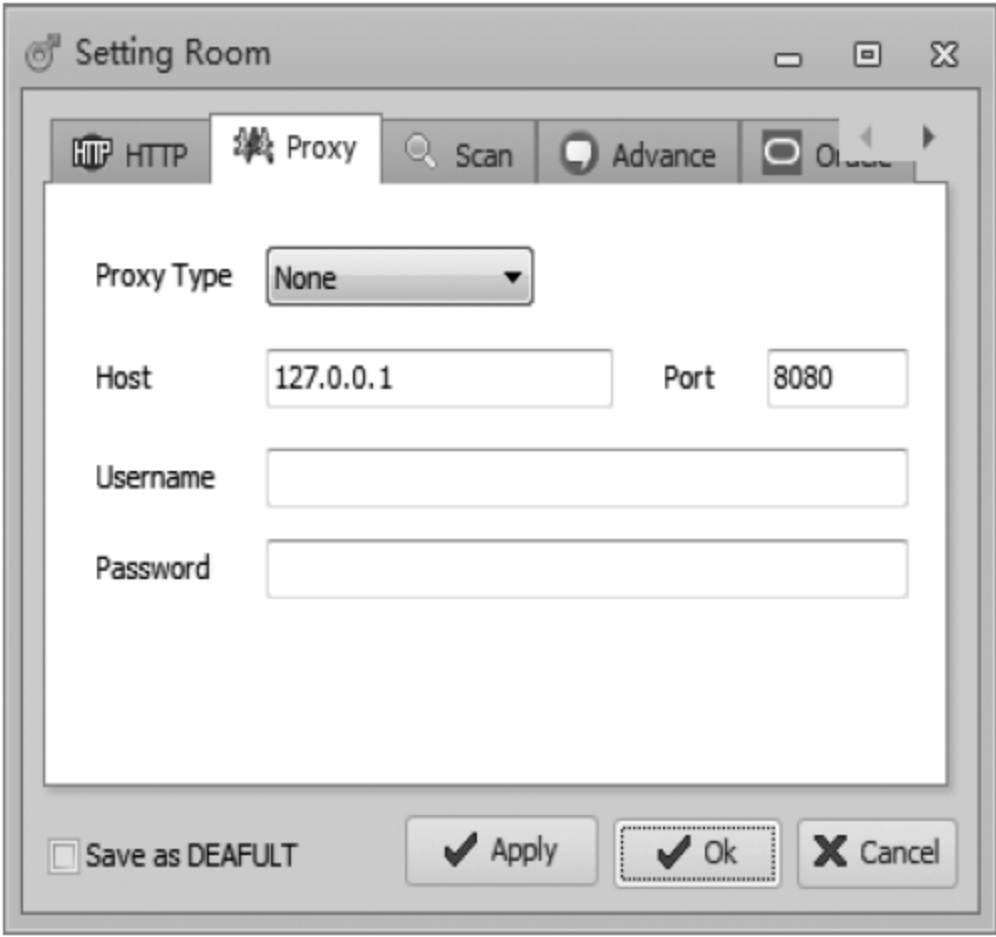 Setting Room
HTTP HTTP Proxy Scan Advance
Proxy Type None
Host 127.0.0.1 Port 8080
Username
Password
Save as DEAFULT Apply Ok Cancel